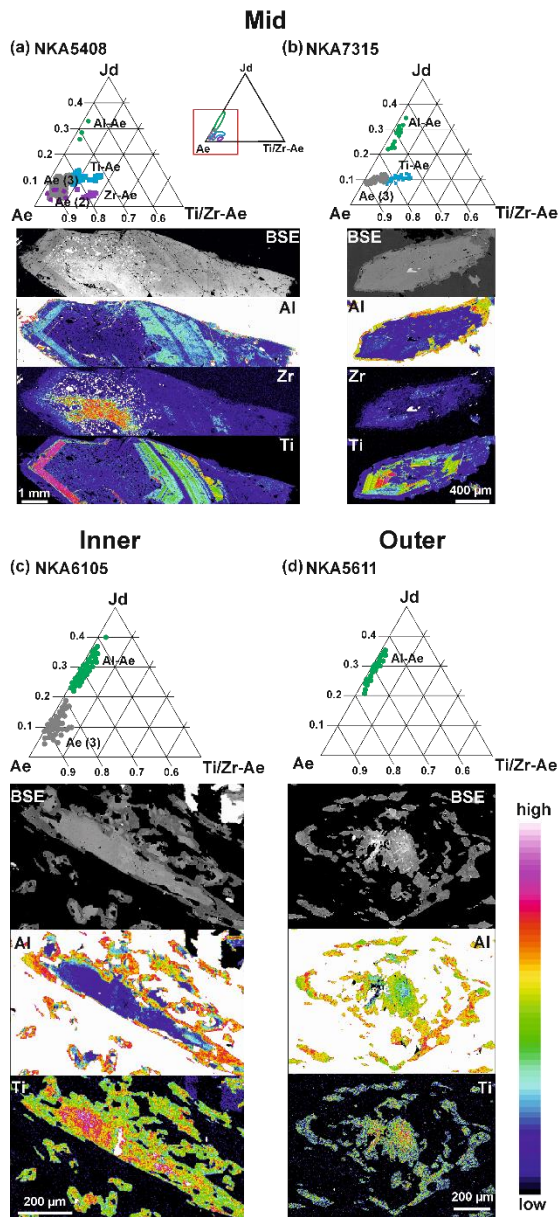 Mid
(a) NKA5408
Jd
0.4
Al-Ae
0.3
0.2
Ti-Ae
0.1
Ae (3)
Zr-Ae
Ae (2)
Ae
0.9
0.8
0.7
0.6
Ti/Zr-Ae
Jd
Ae
Ti/Zr-Ae
BSE
Al
Zr
Ti
1 mm
(b) NKA7315
Jd
0.4
Al-Ae
0.3
0.2
Ti-Ae
0.1
Ae (3)
Ae
0.9
0.8
0.7
0.6
Ti/Zr-Ae
BSE
Al
Zr
Ti
400 µm
Inner
(c) NKA6105
Jd
0.4
Al-Ae
0.3
0.2
0.1
Ae (3)
Ae
0.9
0.8
0.7
0.6
Ti/Zr-Ae
BSE
Al
Ti
200 µm
Outer
(d) NKA5611
Jd
0.4
Al-Ae
0.3
0.2
0.1
Ae
0.9
0.8
0.7
0.6
Ti/Zr-Ae
BSE
Al
Ti
200 µm
high
low